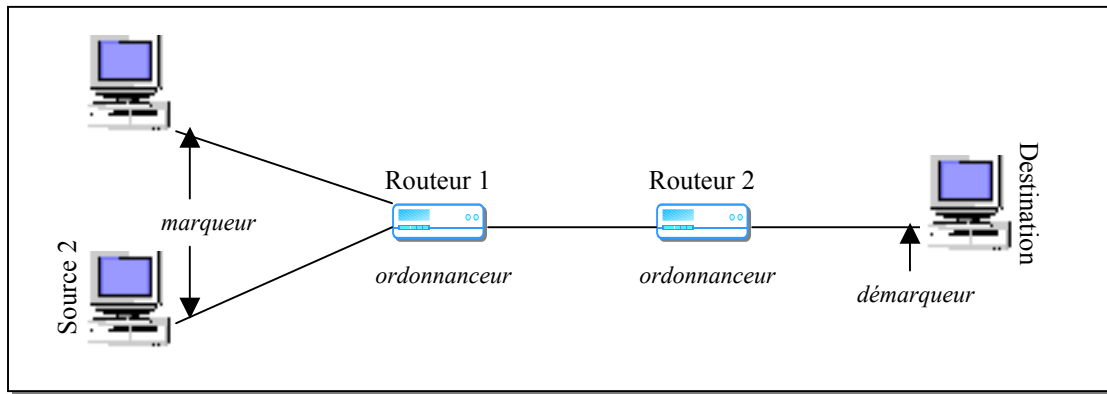 Routeur 1
Routeur 2
Destination
marqueur
Source 2
ordonnanceur
ordonnanceur
démarqueur